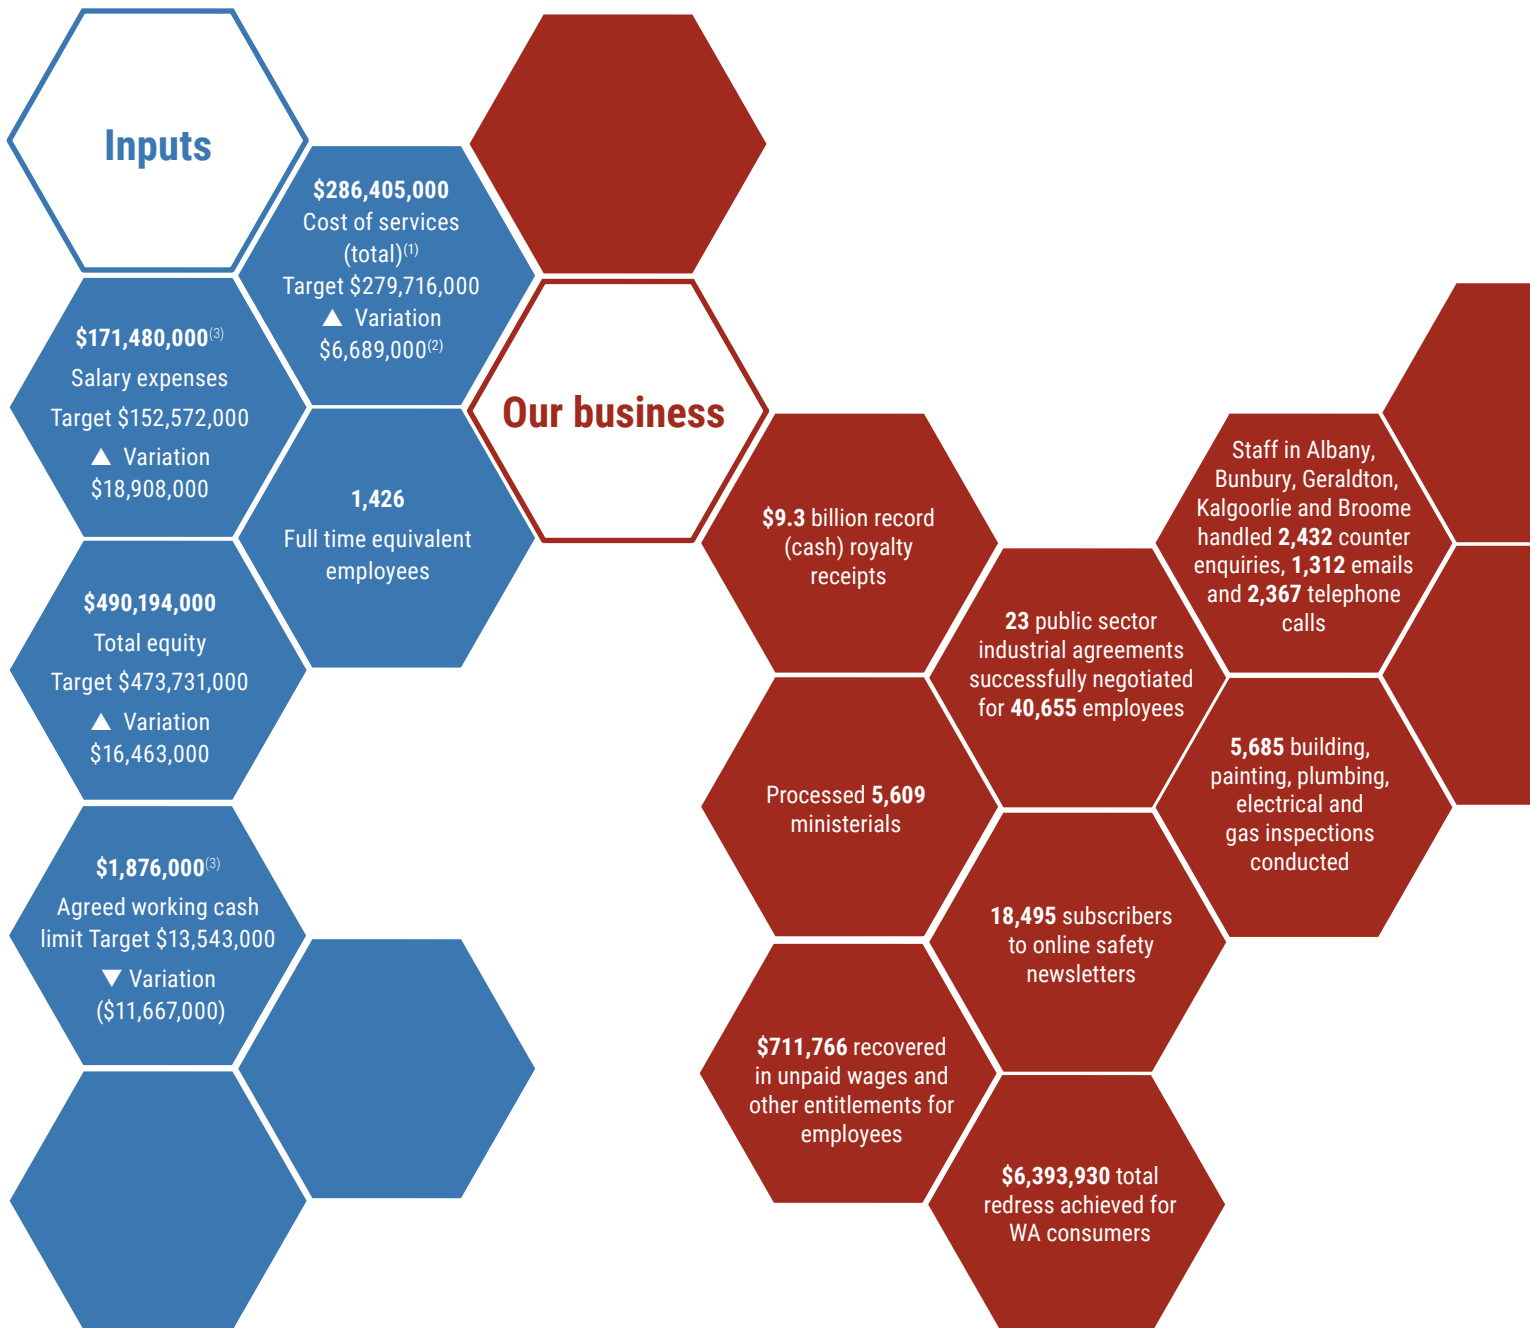 Inputs
$286,405,000
Cost of services
(total)(1)
Target $279,716,000
▲ Variation
$6,689,000(2)
$171,480,000(3)
Salary expenses
Target $152,572,000
▲ Variation
$18,908,000
1,426
Full time equivalent
employees
$490,194,000
Total equity
Target $473,731,000
▲ Variation
$16,463,000
$1,876,000(3)
Agreed working cash
limit Target $13,543,000
▼ Variation
($11,667,000)
Our business
$9.3 billion record
(cash) royalty
receipts
Staff in Albany,
Bunbury, Geraldton,
Kalgoorlie and Broome
handled 2,432 counter
enquiries, 1,312 emails
and 2,367 telephone
calls
23 public sector
industrial agreements
successfully negotiated
for 40,655 employees
Processed 5,609
ministerials
5,685 building,
painting, plumbing,
electrical and
gas inspections
conducted
18,495 subscribers
to online safety
newsletters
$711,766 recovered
in unpaid wages and
other entitlements for
employees
$6,393,930 total
redress achieved for
WA consumers